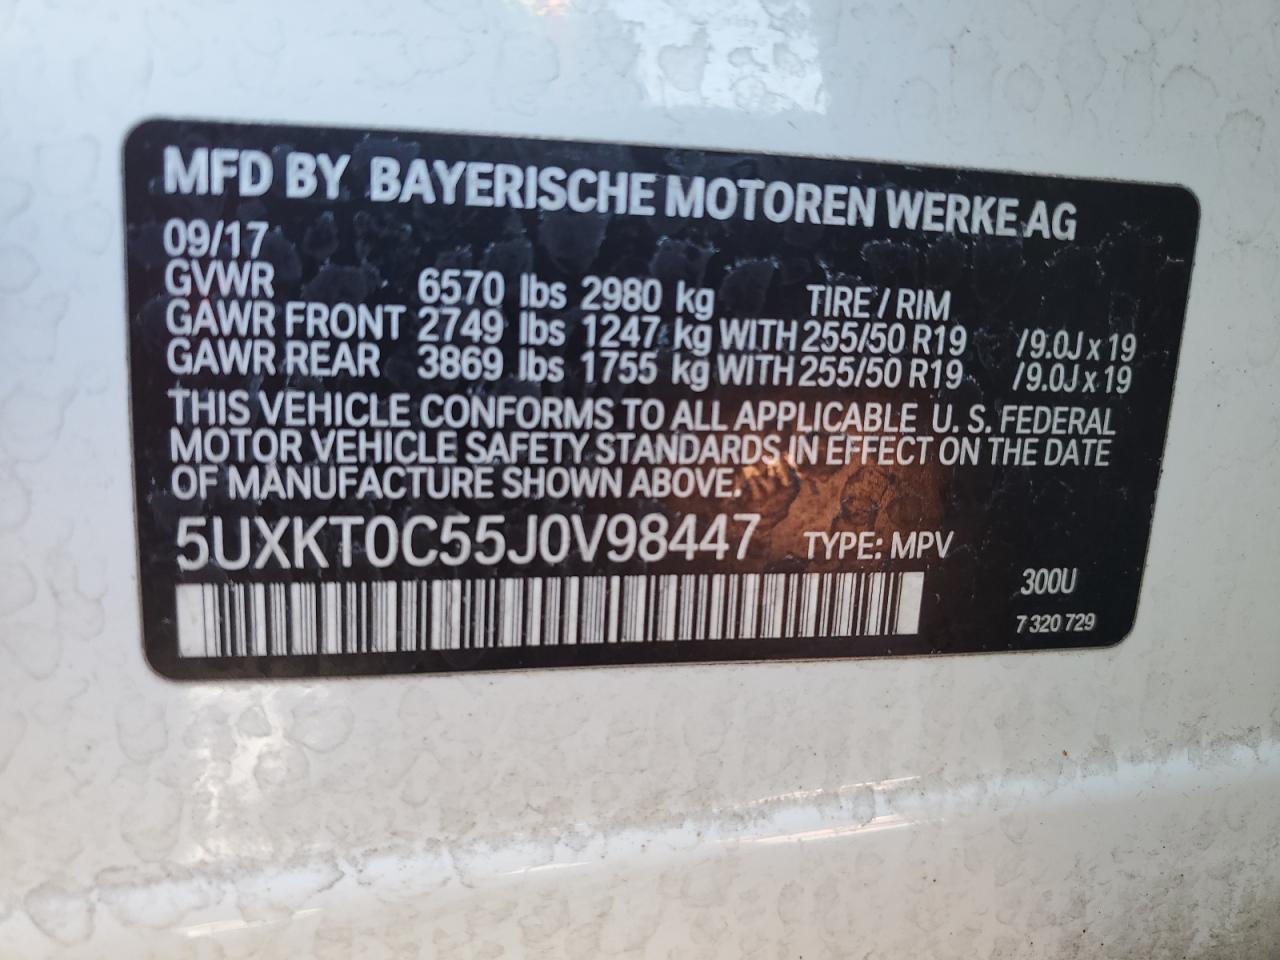 MFD BY BAYERISCHE MOTOREN WERKE AG
09/17
GVWR 6570 lbs 2980 kg TIRE / RIM
GAWR FRONT 2749 lbs 1247 kg WITH 255/50 R19 /9.0J x 19
GAWR REAR 3869 lbs 1755 kg WITH 255/50 R19 /9.0J x 19
THIS VEHICLE CONFORMS TO ALL APPLICABLE U. S. FEDERAL
MOTOR VEHICLE SAFETY STANDARDS IN EFFECT ON THE DATE
OF MANUFACTURE SHOWN ABOVE.
5UXKT0C55J0V98447 TYPE: MPV
300U
7 320 729